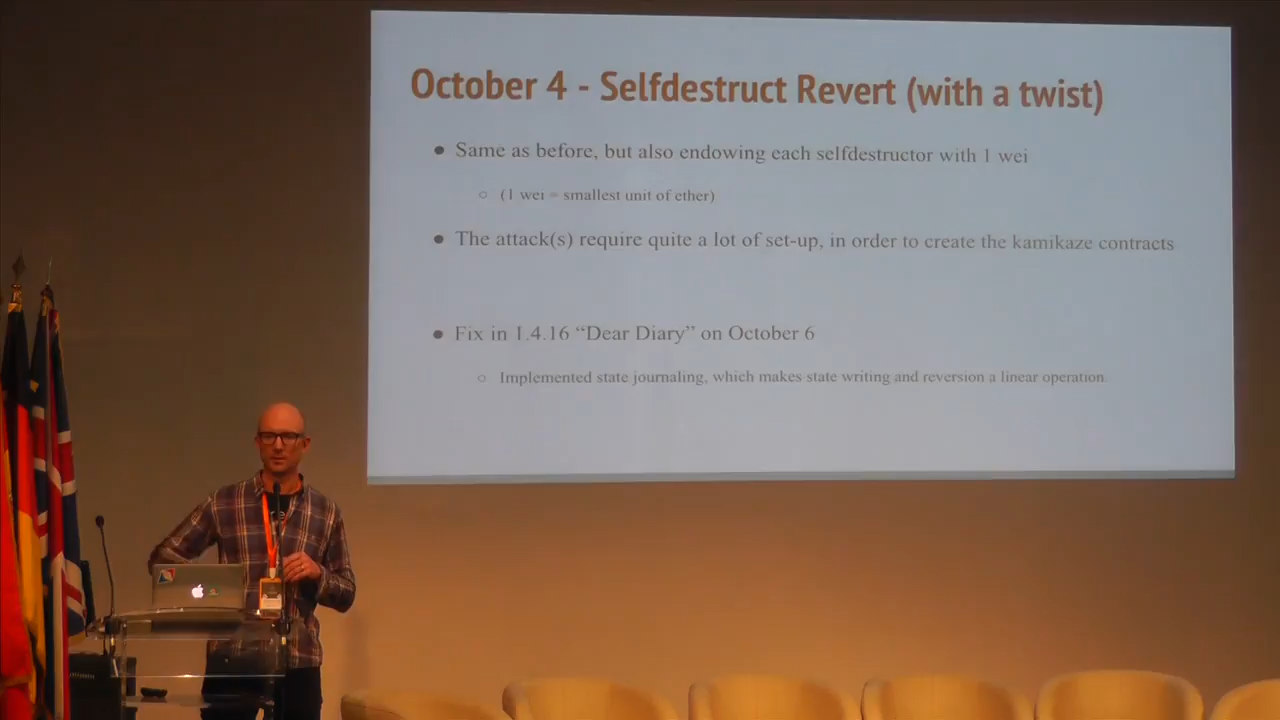 October 4 - Selfdestruct Revert (with a twist)
● Same as before, but also endowing each selfdestructor with 1 wei
○ (1 wei = smallest unit of ether)
● The attack(s) require quite a lot of set-up, in order to create the kamikaze contracts
● Fix in 1.4.16 “Dear Diary” on October 6
○ Implemented state journaling, which makes state writing and reversion a linear operation.